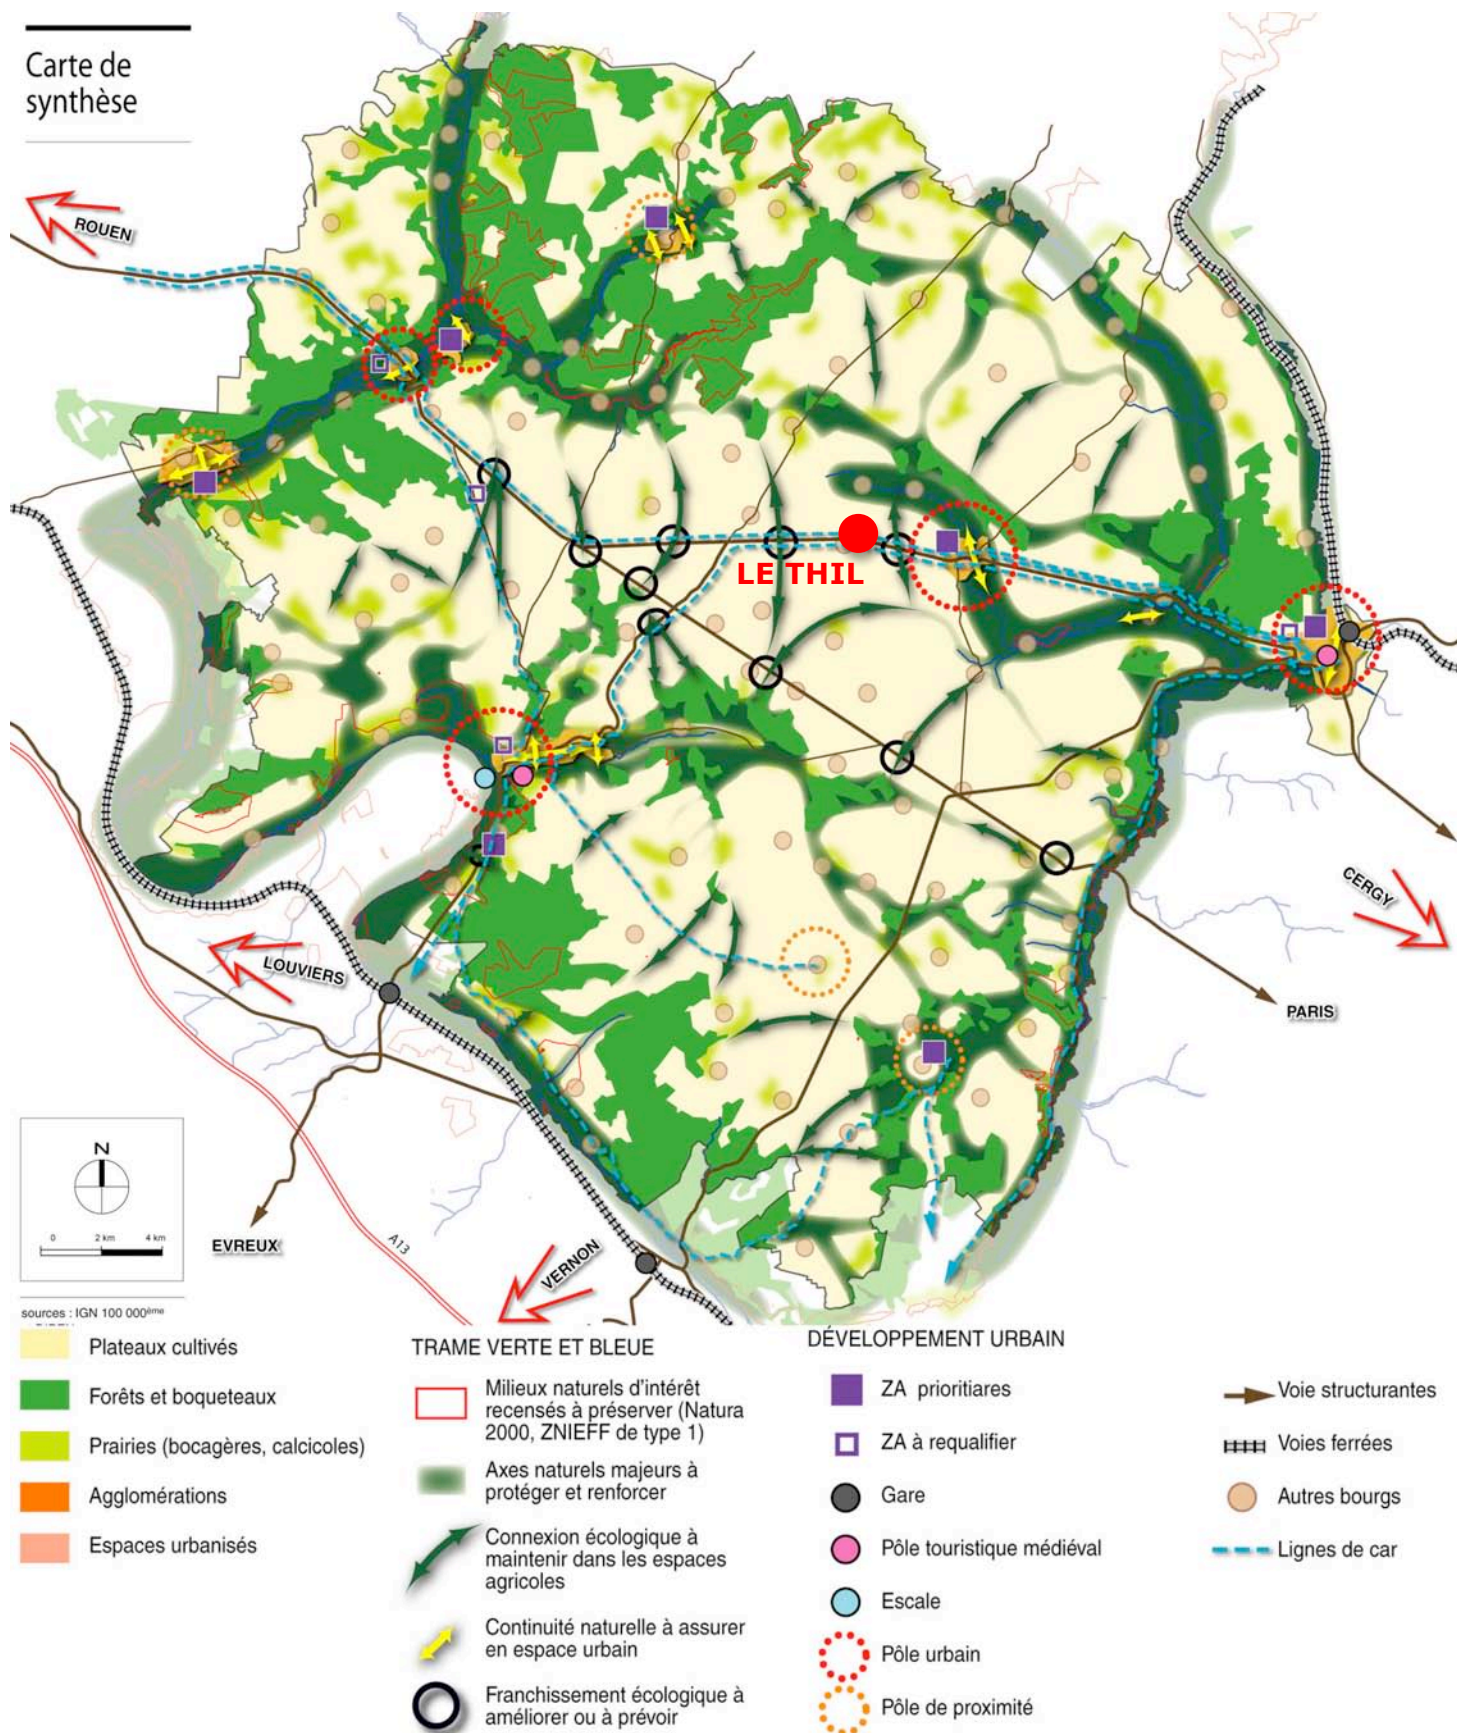 Carte de
synthèse
ROUEN
LE THIL
CERGY
LOUVIERS
PARIS
N
0 2 km 4 km
EVREUX
A13
VERNON
sources : IGN 100 000ème
Plateaux cultivés
Forêts et boqueteaux
Prairies (bocagères, calcicoles)
Agglomérations
Espaces urbanisés
TRAME VERTE ET BLEUE
Milieux naturels d'intérêt
recensés à préserver (Natura
2000, ZNIEFF de type 1)
Axes naturels majeurs à
protéger et renforcer
Connexion écologique à
maintenir dans les espaces
agricoles
Continuité naturelle à assurer
en espace urbain
Franchissement écologique à
améliorer ou à prévoir
DÉVELOPPEMENT URBAIN
ZA prioritiares
ZA à requalifier
Gare
Pôle touristique médiéval
Escale
Pôle urbain
Pôle de proximité
Voie structurantes
Voies ferrées
Autres bourgs
Lignes de car